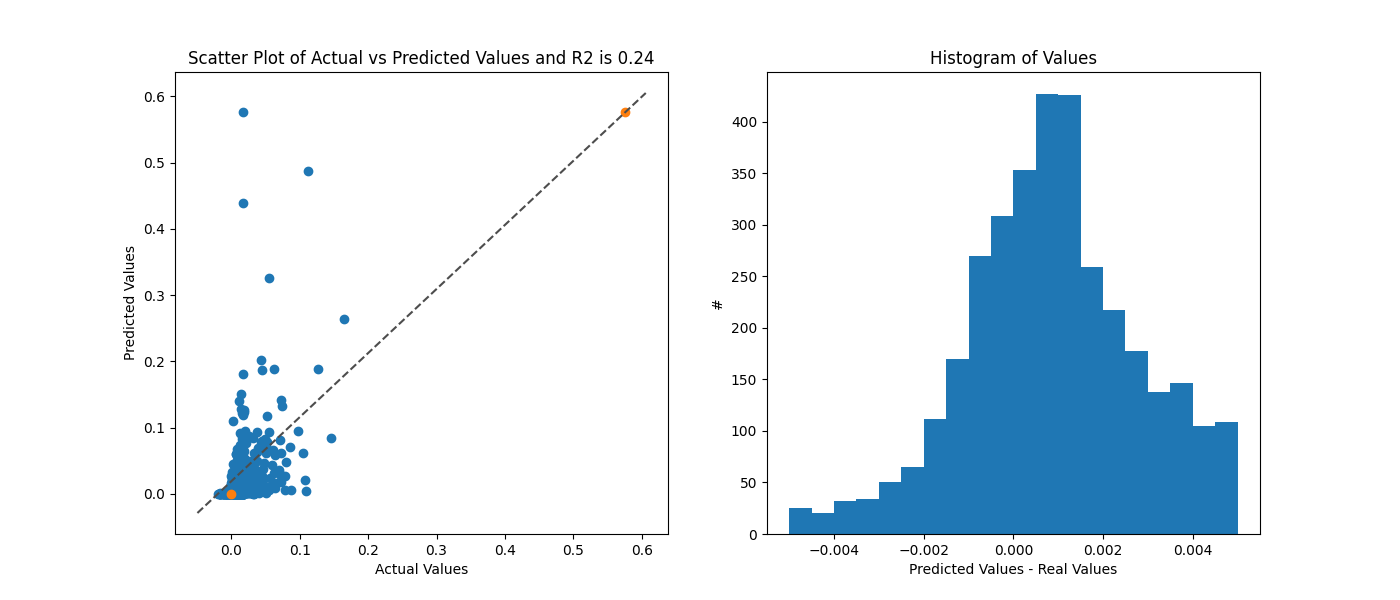 Scatter Plot of Actual vs Predicted Values and R2 is 0.24
0.6
0.5
0.4
0.3
0.2
0.1
0.0
Predicted Values
0.0 0.1 0.2 0.3 0.4 0.5 0.6
Actual Values
Histogram of Values
400
350
300
250
200
150
100
50
0
#
−0.004 −0.002 0.000 0.002 0.004
Predicted Values - Real Values